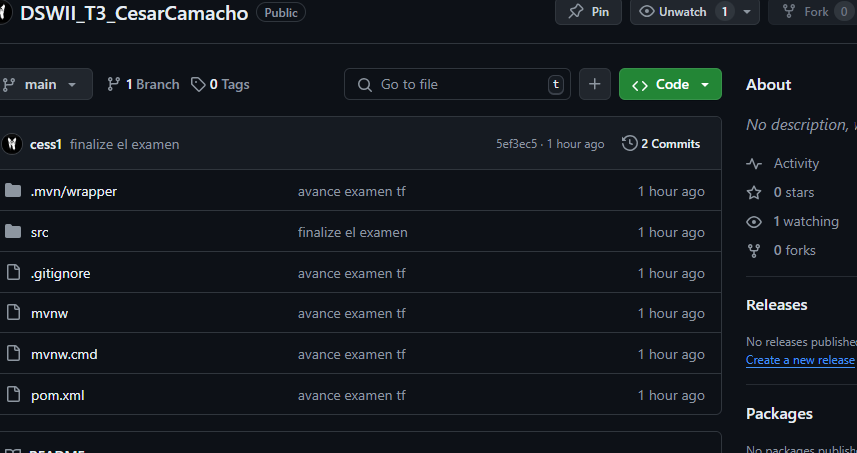 DSWII_T3_CesarCamacho Public Pin Unwatch 1 Fork 0
main 1 Branch 0 Tags Go to file t + Code
About
cess1 finalize el examen 5ef3ec5 · 1 hour ago 2 Commits
No description,
.mvn/wrapper avance examen tf 1 hour ago
Activity
src finalize el examen 1 hour ago
0 stars
1 watching
.gitignore avance examen tf 1 hour ago
0 forks
mvnw avance examen tf 1 hour ago
Releases
mvnw.cmd avance examen tf 1 hour ago
No releases published
Create a new release
pom.xml avance examen tf 1 hour ago
Packages
README
No packages publish